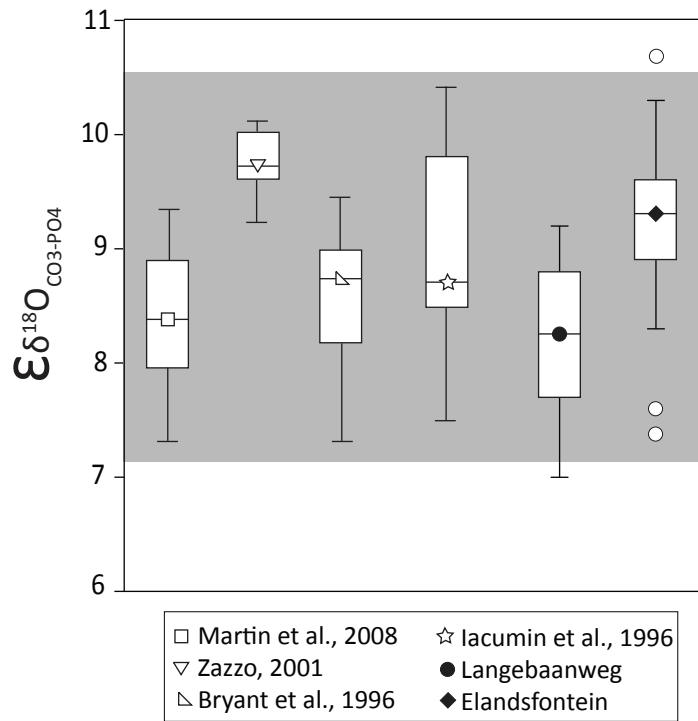 11
10
9
8
7
6
εδ18OCO3-PO4
Martin et al., 2008
Zazzo, 2001
Bryant et al., 1996
Iacumin et al., 1996
Langebaanweg
Elandsfontein